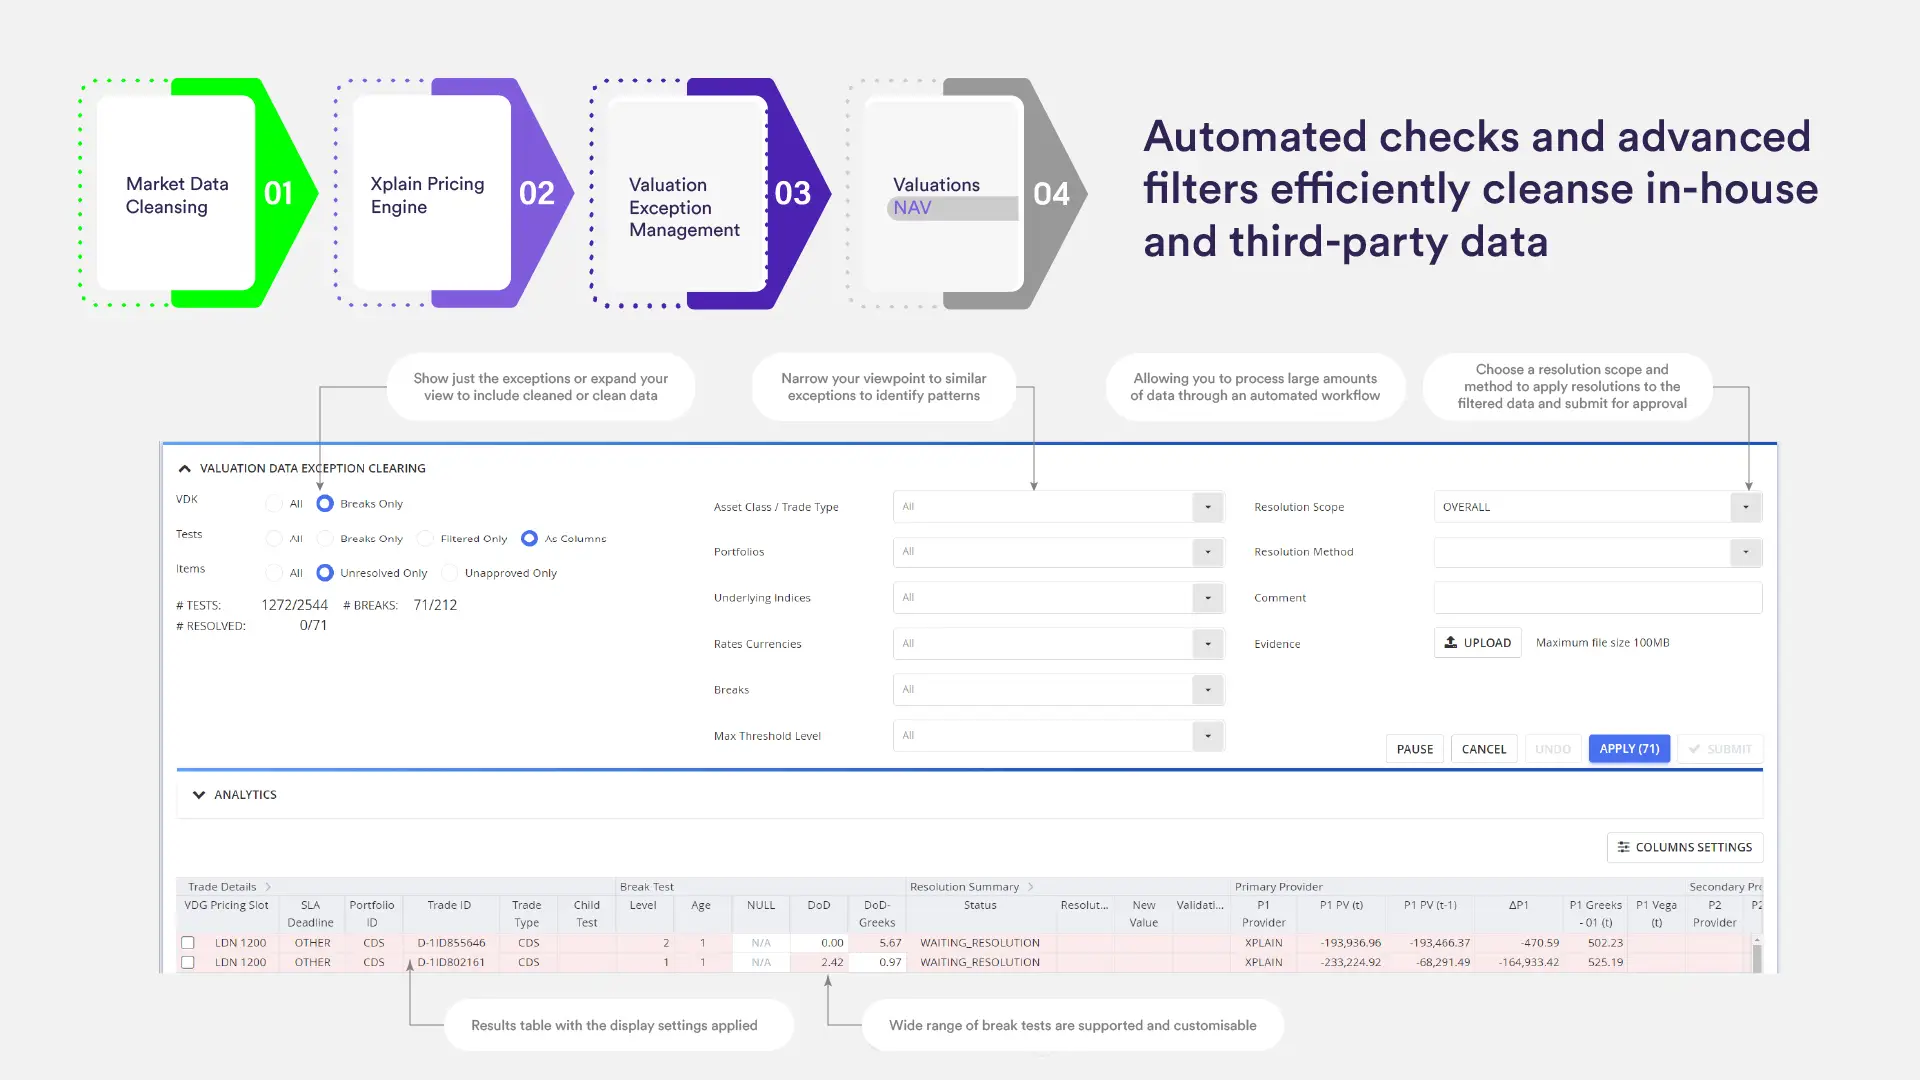 Market Data
Cleansing
01
Xplain Pricing
Engine
02
Valuation
Exception
Management
03
Valuations
NAV
04
Automated checks and advanced
filters efficiently cleanse in-house
and third-party data
Show just the exceptions or expand your
view to include cleaned or clean data
Narrow your viewpoint to similar
exceptions to identify patterns
Allowing you to process large amounts
of data through an automated workflow
Choose a resolution scope and
method to apply resolutions to the
filtered data and submit for approval
VALUATION DATA EXCEPTION CLEARING
VDK All Breaks Only
Tests All Breaks Only Filtered Only As Columns
Items All Unresolved Only Unapproved Only
# TESTS: 1272/2544 # BREAKS: 71/212
# RESOLVED: 0/71
Asset Class / Trade Type All
Portfolios All
Underlying Indices All
Rates Currencies All
Breaks All
Max Threshold Level All
Resolution Scope OVERALL
Resolution Method
Comment
Evidence UPLOAD Maximum file size 100MB
PAUSE CANCEL UNDO APPLY (71) SUBMIT
ANALYTICS
COLUMNS SETTINGS
Trade Details Break Test Resolution Summary Primary Provider Secondary Pro
VDG Pricing Slot SLA Portfolio Trade ID Trade Child Level Age NULL DoD DoD- Status Resolut... New Validati... P1 P1 PV (t) P1 PV (t-1) ΔP1 P1 Greeks P1 Vega P2 P2
Deadline ID Type Test Greeks Value Provider - 01 (t) (t) Provider
LDN 1200 OTHER CDS D-1ID855646 CDS 2 1 N/A 0.00 5.67 WAITING_RESOLUTION XPLAIN -193,936.96 -193,466.37 -470.59 502.23
LDN 1200 OTHER CDS D-1ID802161 CDS 1 1 N/A 2.42 0.97 WAITING_RESOLUTION XPLAIN -233,224.92 -68,291.49 -164,933.42 525.19
Results table with the display settings applied
Wide range of break tests are supported and customisable